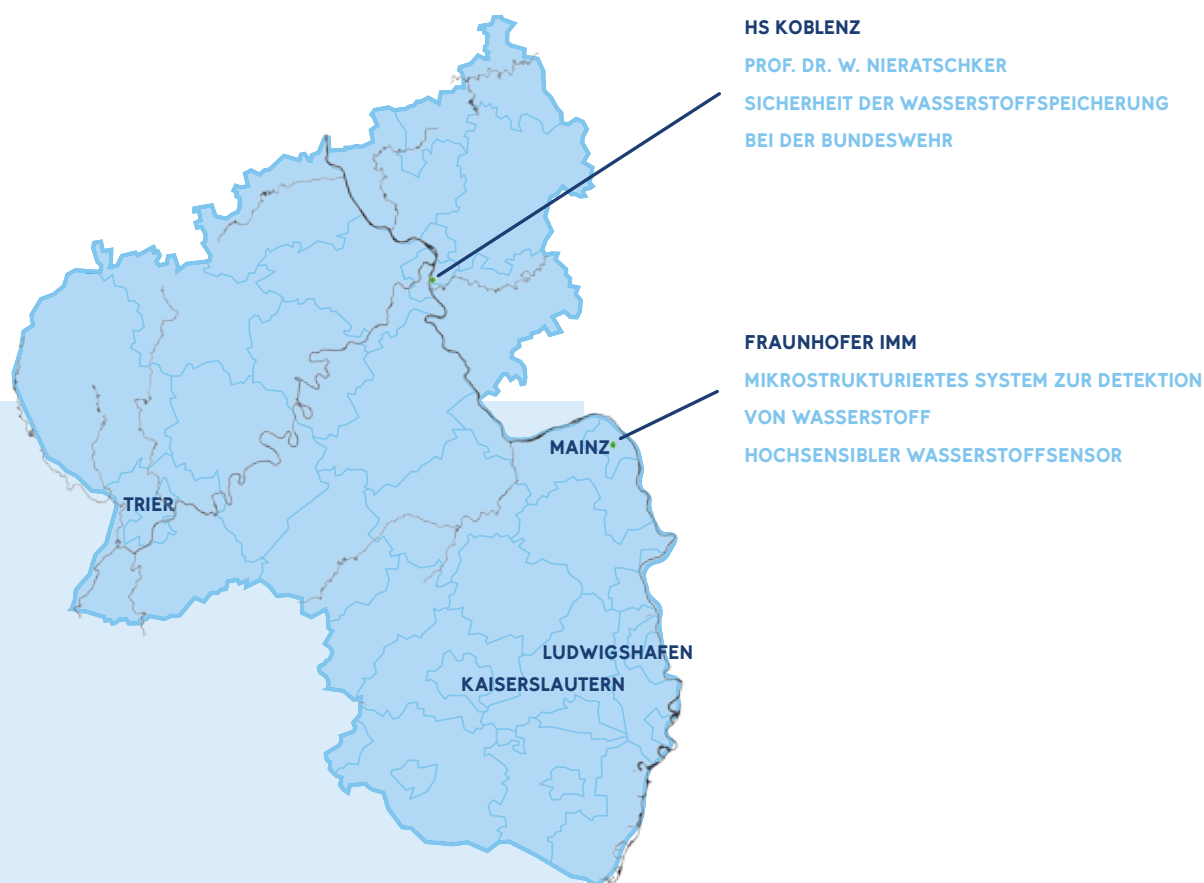 HS KOBLENZ
PROF. DR. W. NIERATSCHKER
SICHERHEIT DER WASSERSTOFFSPEICHERUNG
BEI DER BUNDESWEHR
FRAUNHOFER IMM
MIKROSTRUKTURIERTES SYSTEM ZUR DETEKTION
VON WASSERSTOFF
HOCHSENSIBLER WASSERSTOFFSENSOR
MAINZ
TRIER
LUDWIGSHAFEN
KAISERSLAUTERN